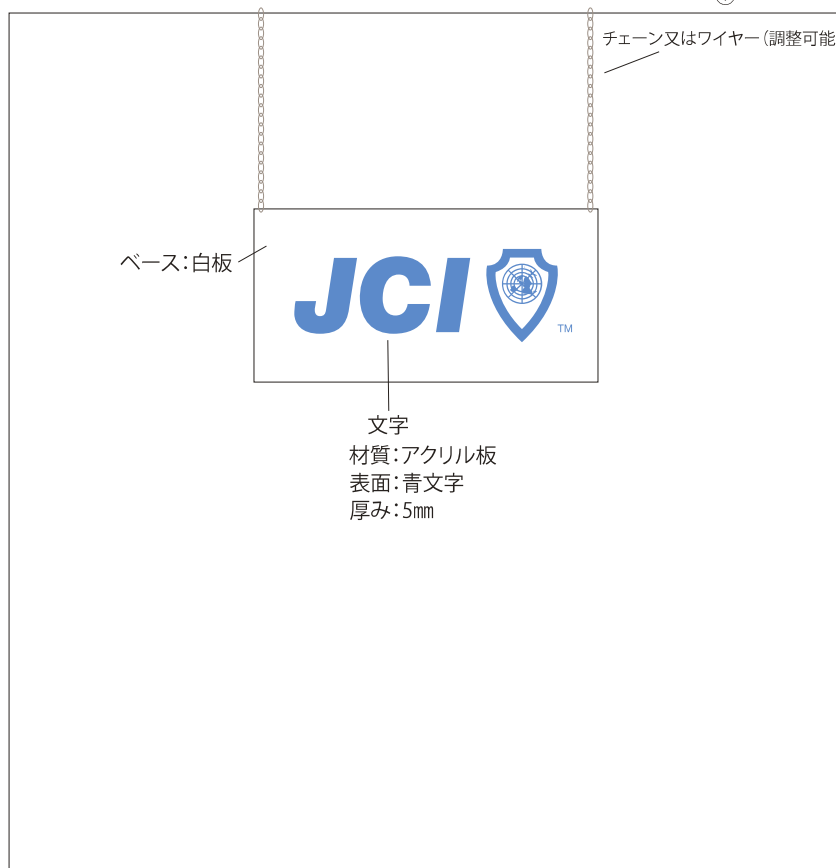 チェーン又はワイヤー（調整可能
ベース：白板
JCI
TM
文字
材質：アクリル板
表面：青文字
厚み：5mm